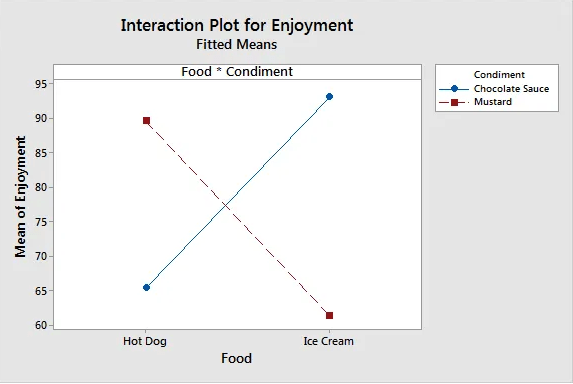 Interaction Plot for Enjoyment
Fitted Means
Food * Condiment
Condiment
Chocolate Sauce
Mustard
Mean of Enjoyment
95
90
85
80
75
70
65
60
Hot Dog
Ice Cream
Food